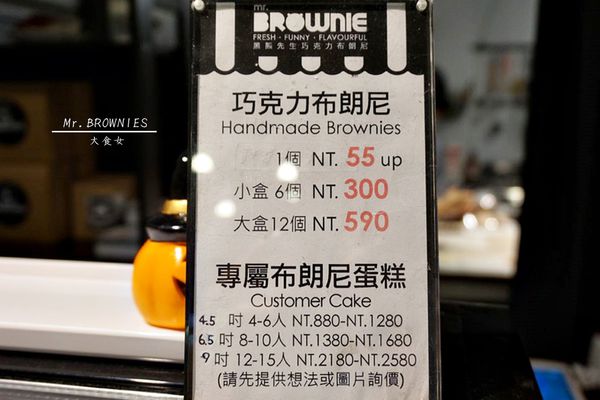 mr.
BROWNIE
FRESH·FUNNY·FLAVOURFUL
黑熊先生巧克力布朗尼
Mr.BROWNIES
大食女
巧克力布朗尼
Handmade Brownies
1個 NT. 55 up
小盒 6個 NT. 300
大盒12個 NT. 590
專屬布朗尼蛋糕
Customer Cake
4.5 吋 4-6人 NT.880-NT.1280
6.5 吋 8-10人 NT.1380-NT.1680
9 吋 12-15人 NT.2180-NT.2580
(請先提供想法或圖片詢價)